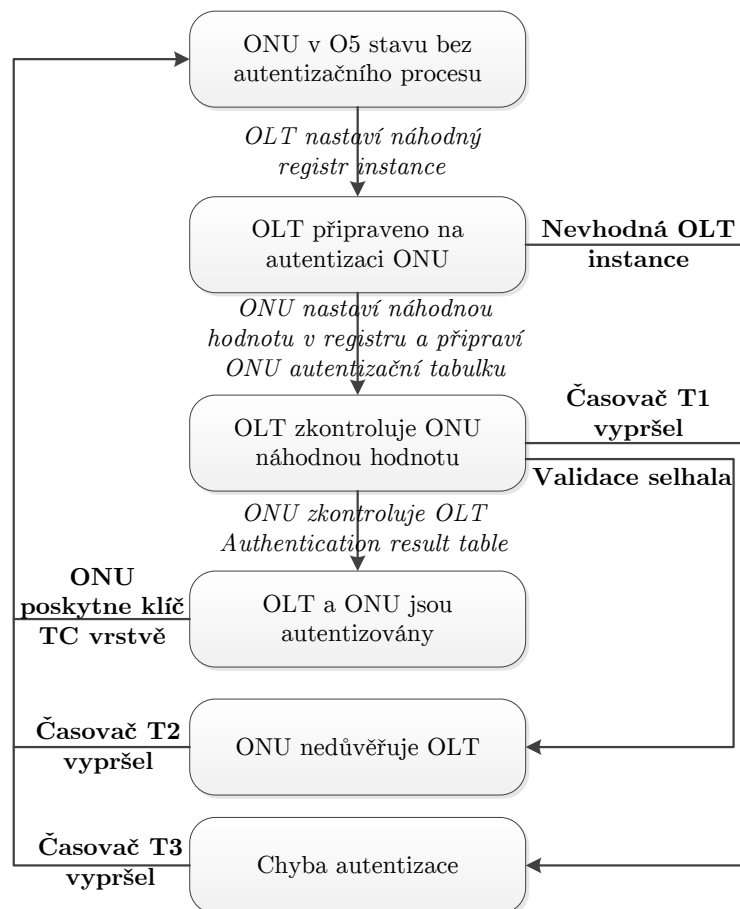 ONU v O5 stavu bez
autentizačního procesu
OLT nastaví náhodný
registr instance
OLT připraveno na
autentizaci ONU
Nevhodná OLT
instance
ONU nastaví náhodnou
hodnotu v registru a připraví
ONU autentizační tabulku
OLT zkontroluje ONU
náhodnou hodnotu
Časovač T1
vypršel
Validace selhala
ONU zkontroluje OLT
Authentication result table
ONU
poskytne klíč
TC vrstvě
OLT a ONU jsou
autentizovány
Časovač T2
vypršel
ONU nedůvěřuje OLT
Časovač T3
vypršel
Chyba autentizace